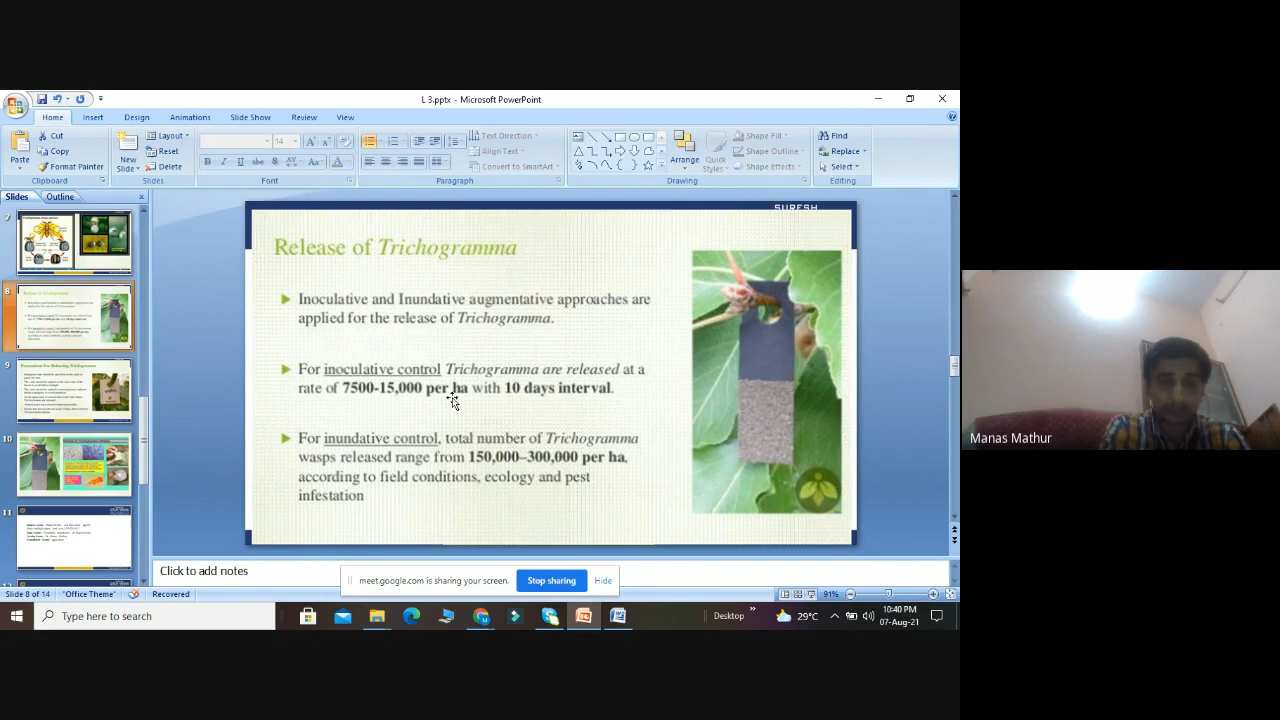 L 3.pptx - Microsoft PowerPoint
Home Insert Design Animations Slide Show Review View
Paste
Cut
Copy
Format Painter
Clipboard
New
Slide
Layout
Reset
Delete
Slides
14
Font
Text Direction
Align Text
Convert to SmartArt
Paragraph
Arrange
Quick
Styles
Shape Fill
Shape Outline
Shape Effects
Drawing
Find
Replace
Select
Editing
Slides Outline
7
8
9
10
11
SURESH
Release of Trichogramma
Inoculative and Inundative augmentative approaches are
applied for the release of Trichogramma.
For inoculative control Trichogramma are released at a
rate of 7500-15,000 per ha with 10 days interval.
For inundative control, total number of Trichogramma
wasps released range from 150,000–300,000 per ha,
according to field conditions, ecology and pest
infestation
Manas Mathur
Click to add notes
meet.google.com is sharing your screen. Stop sharing Hide
Slide 8 of 14 "Office Theme" Recovered 91%
Type here to search
Desktop
29°C
10:40 PM
07-Aug-21